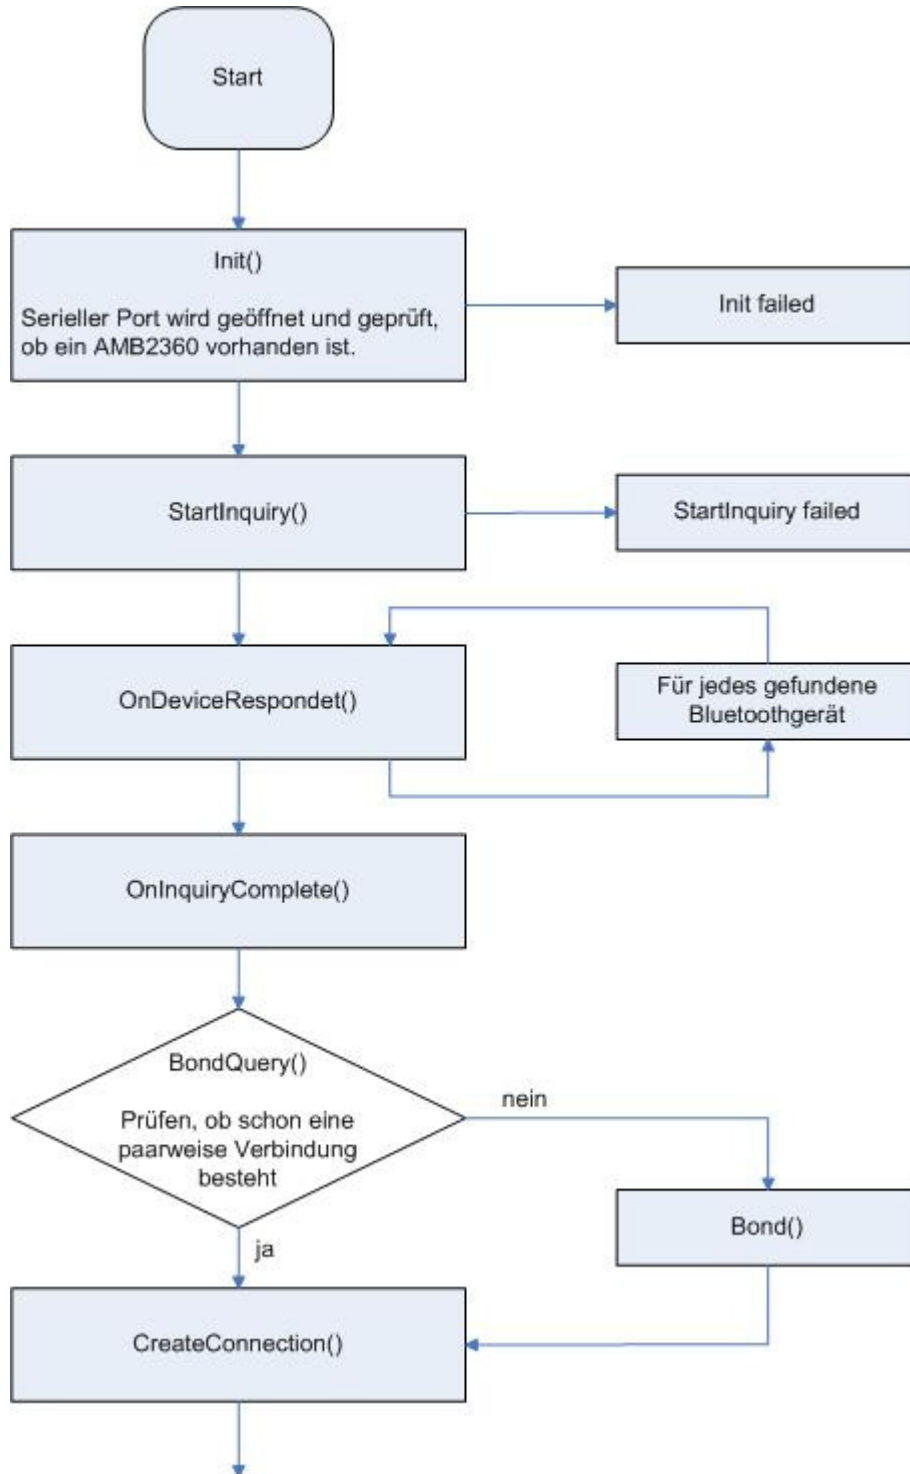 Start
Init()
Serieller Port wird geöffnet und geprüft,
ob ein AMB2360 vorhanden ist.
Init failed
StartInquiry()
StartInquiry failed
OnDeviceRespondet()
Für jedes gefundene
Bluetoothgerät
OnInquiryComplete()
BondQuery()
Prüfen, ob schon eine
paarweise Verbindung
besteht
nein
Bond()
ja
CreateConnection()